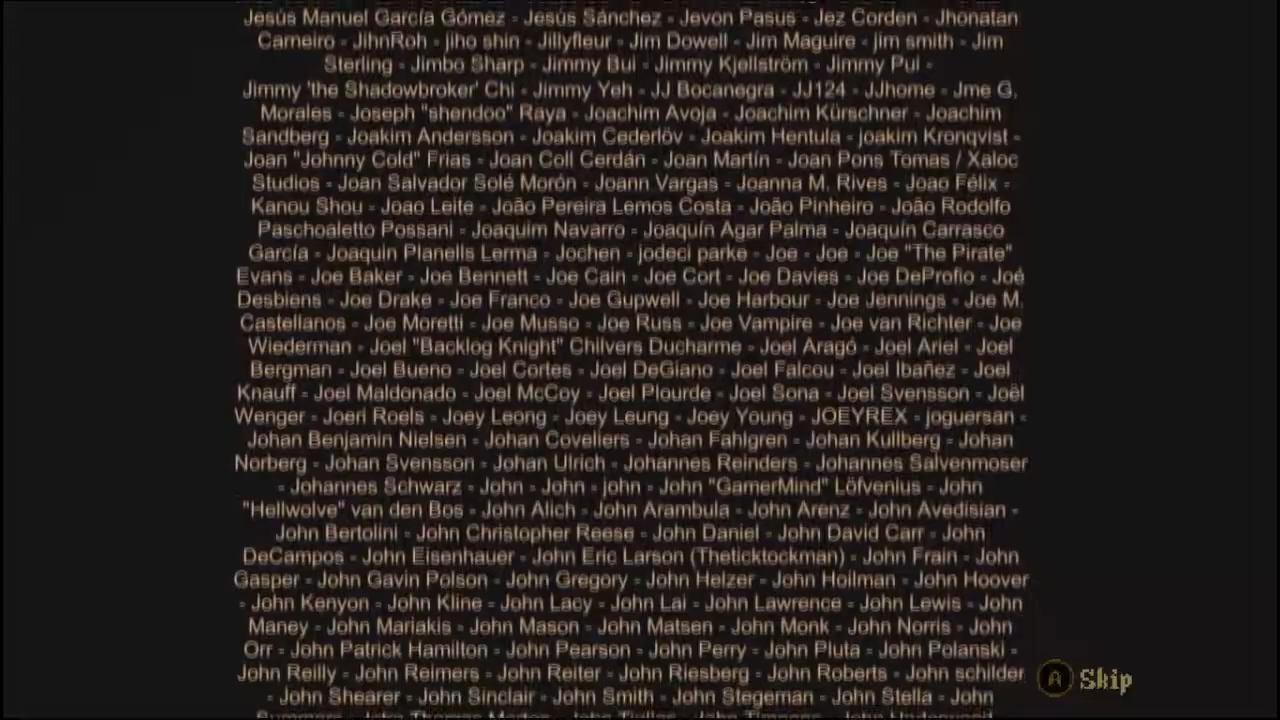 Jesús Manuel García Gómez - Jesús Sánchez - Jevon Pasus - Jez Corden - Jhonatan
Carneiro - JihnRoh - jiho shin - Jillyfleur - Jim Dowell - Jim Maguire - jim smith - Jim
Sterling - Jimbo Sharp - Jimmy Bui - Jimmy Kjellström - Jimmy Pui -
Jimmy 'the Shadowbroker' Chi - Jimmy Yeh - JJ Bocanegra - JJ124 - JJhome - Jme G.
Morales - Joseph "shendoo" Raya - Joachim Avoja - Joachim Kürschner - Joachim
Sandberg - Joakim Andersson - Joakim Cederlöv - Joakim Hentula - joakim Kronqvist -
Joan "Johnny Cold" Frias - Joan Coll Cerdán - Joan Martín - Joan Pons Tomas / Xaloc
Studios - Joan Salvador Solé Morón - Joann Vargas - Joanna M. Rives - Joao Félix -
Kanou Shou - Joao Leite - João Pereira Lemos Costa - João Pinheiro - João Rodolfo
Paschoaletto Possani - Joaquim Navarro - Joaquín Agar Palma - Joaquín Carrasco
García - Joaquin Planells Lerma - Jochen - jodeci parke - Joe - Joe - Joe "The Pirate"
Evans - Joe Baker - Joe Bennett - Joe Cain - Joe Cort - Joe Davies - Joe DeProfio - Joé
Desbiens - Joe Drake - Joe Franco - Joe Gupwell - Joe Harbour - Joe Jennings - Joe M.
Castellanos - Joe Moretti - Joe Musso - Joe Russ - Joe Vampire - Joe van Richter - Joe
Wiederman - Joel "Backlog Knight" Chilvers Ducharme - Joel Aragó - Joel Ariel - Joel
Bergman - Joel Bueno - Joel Cortes - Joel DeGiano - Joel Falcou - Joel Ibañez - Joel
Knauff - Joel Maldonado - Joel McCoy - Joel Plourde - Joel Sona - Joel Svensson - Joël
Wenger - Joeri Roels - Joey Leong - Joey Leung - Joey Young - JOEYREX - joguersan -
Johan Benjamin Nielsen - Johan Covellers - Johan Fahlgren - Johan Kullberg - Johan
Norberg - Johan Svensson - Johan Ulrich - Johannes Reinders - Johannes Salvenmoser
- Johannes Schwarz - John - John - john - John "GamerMind" Löfvenius - John
"Hellwolve" van den Bos - John Alich - John Arambula - John Arenz - John Avedisian -
John Bertolini - John Christopher Reese - John Daniel - John David Carr - John
DeCampos - John Eisenhauer - John Eric Larson (Theticktockman) - John Frain - John
Gasper - John Gavin Polson - John Gregory - John Helzer - John Hoilman - John Hoover
- John Kenyon - John Kline - John Lacy - John Lai - John Lawrence - John Lewis - John
Maney - John Mariakis - John Mason - John Matsen - John Monk - John Norris - John
Orr - John Patrick Hamilton - John Pearson - John Perry - John Pluta - John Polanski -
John Reilly - John Reimers - John Reiter - John Riesberg - John Roberts - John schilder
- John Shearer - John Sinclair - John Smith - John Stegeman - John Stella - John
A Skip